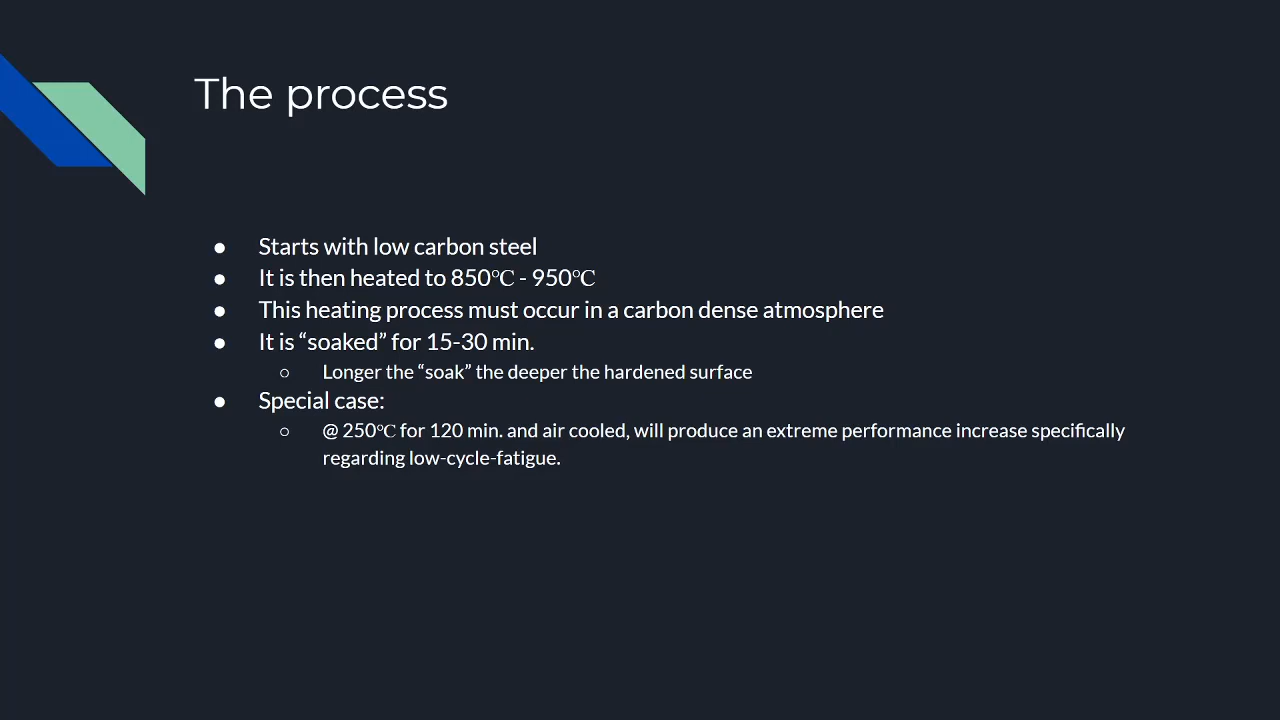 The process
● Starts with low carbon steel
● It is then heated to 850℃ - 950℃
● This heating process must occur in a carbon dense atmosphere
● It is “soaked” for 15-30 min.
○ Longer the “soak” the deeper the hardened surface
● Special case:
○ @ 250℃ for 120 min. and air cooled, will produce an extreme performance increase specifically
regarding low-cycle-fatigue.